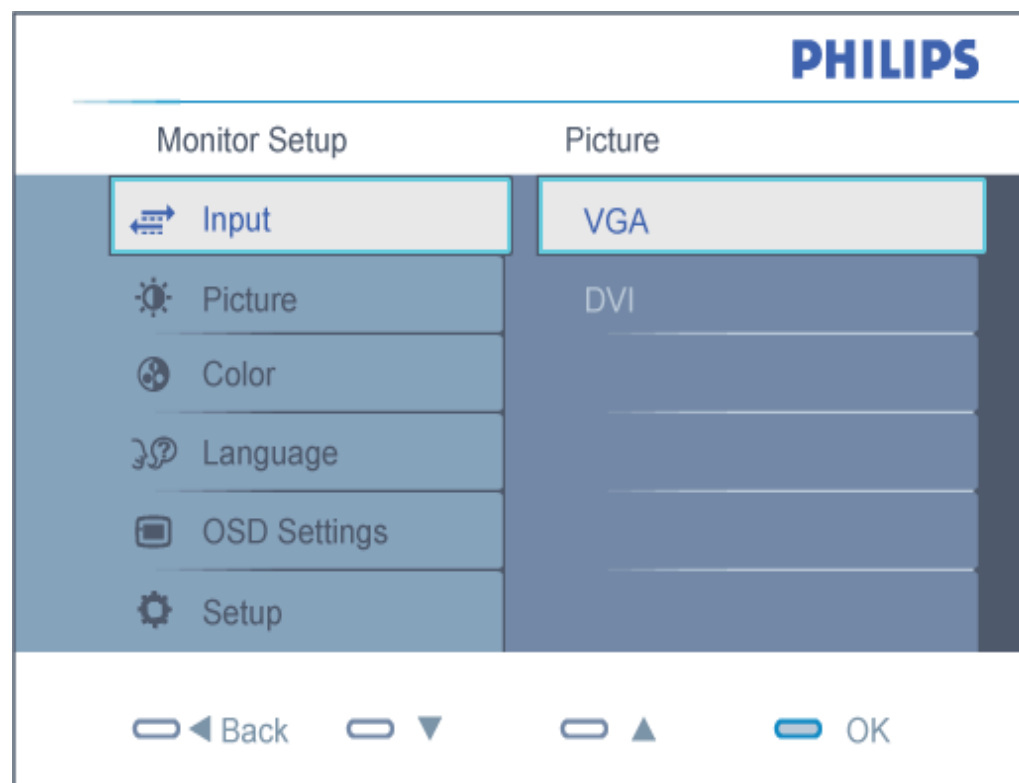 PHILIPS
Monitor Setup Picture
Input VGA
Picture DVI
Color
Language
OSD Settings
Setup
Back OK